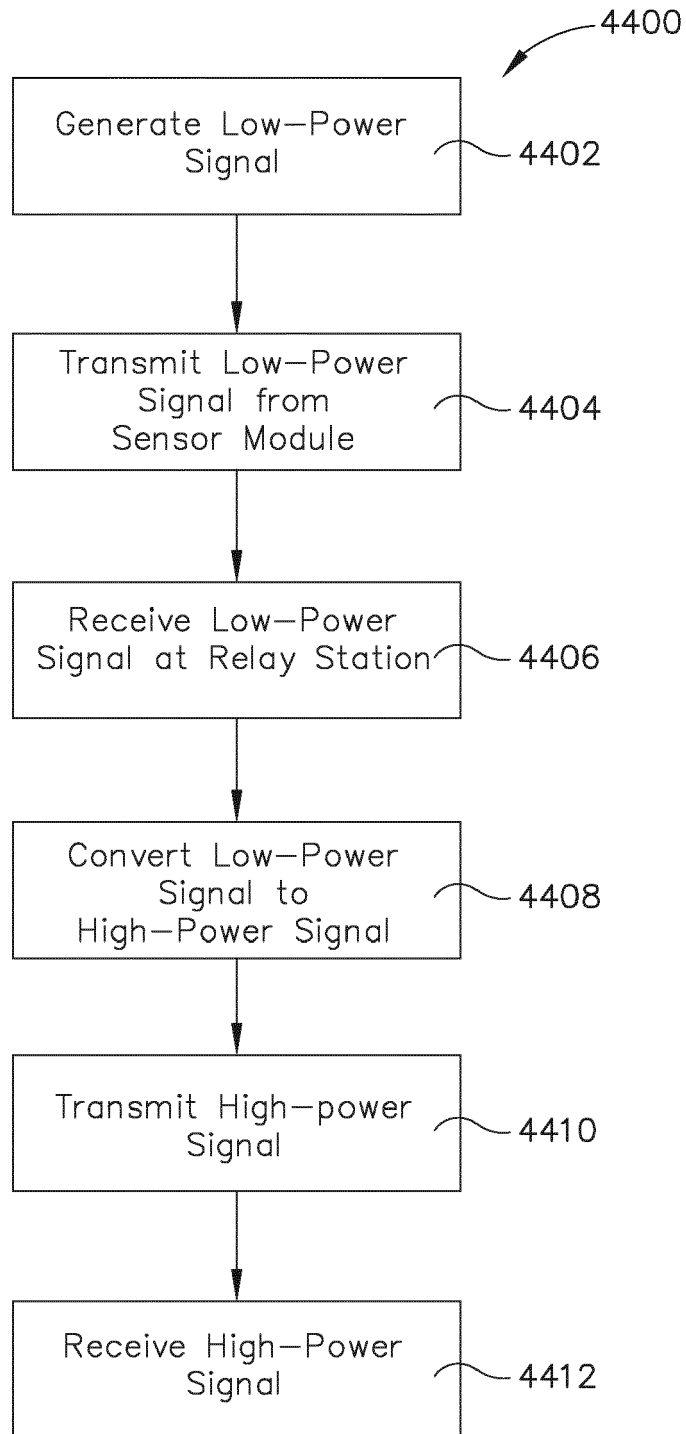 4400
Generate Low-Power
Signal
4402
Transmit Low-Power
Signal from
Sensor Module
4404
Receive Low-Power
Signal at Relay Station
4406
Convert Low-Power
Signal to
High-Power Signal
4408
Transmit High-power
Signal
4410
Receive High-Power
Signal
4412